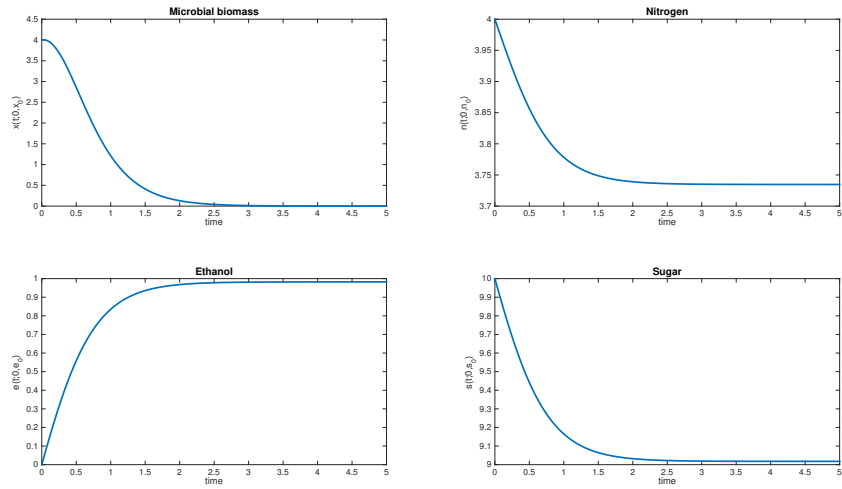 Microbial biomass
4.5
4
3.5
3
2.5
2
1.5
1
0.5
0
x(t;0,x₀)
0 0.5 1 1.5 2 2.5 3 3.5 4 4.5 5
time
Nitrogen
4
3.95
3.9
3.85
3.8
3.75
3.7
n(t;0,n₀)
0 0.5 1 1.5 2 2.5 3 3.5 4 4.5 5
time
Ethanol
1
0.9
0.8
0.7
0.6
0.5
0.4
0.3
0.2
0.1
0
e(t;0,e₀)
0 0.5 1 1.5 2 2.5 3 3.5 4 4.5 5
time
Sugar
10
9.9
9.8
9.7
9.6
9.5
9.4
9.3
9.2
9.1
9
s(t;0,s₀)
0 0.5 1 1.5 2 2.5 3 3.5 4 4.5 5
time